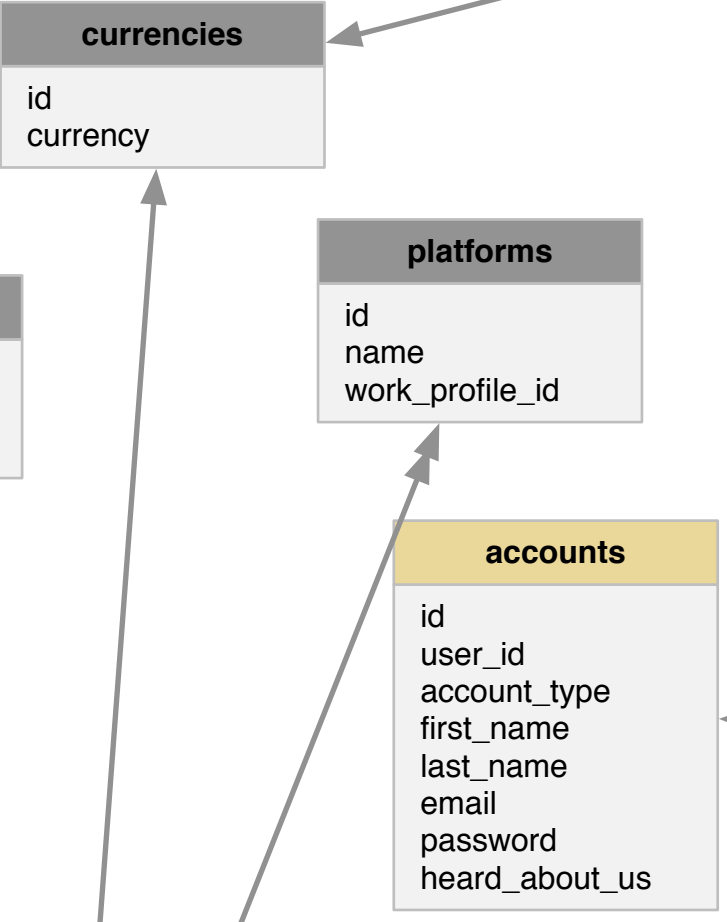 currencies
id
currency
platforms
id
name
work_profile_id
accounts
id
user_id
account_type
first_name
last_name
email
password
heard_about_us